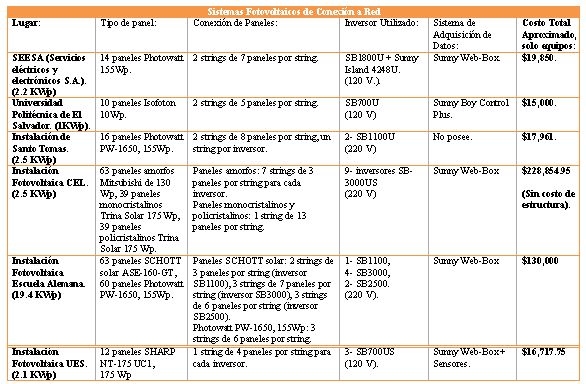 Sistemas Fotovoltaicos de Conexión a Red
Lugar:
Tipo de panel:
Conexión de Paneles:
Inversor Utilizado:
Sistema de
Adquisición de
Datos:
Costo Total
Aproximado,
solo equipos:
SEESA (Servicios
eléctricos y
electrónicos S.A.).
(2.2 KWp)
14 paneles Photowatt
155Wp.
2 strings de 7 paneles por string.
SB1800U + Sunny
Island 4248U.
(120 V.).
Sunny Web-Box
$19,850.
Universidad
Politécnica de El
Salvador. (1KWp).
10 paneles Isofoton
10Wp.
2 strings de 5 paneles por string.
SB700U
(120 V)
Sunny Boy Control
Plus.
$15,000.
Instalación de
Santo Tomas.
(2.5 KWp)
16 paneles Photowatt
PW-1650, 155Wp.
2 strings de 8 paneles por string, un
string por inversor.
2- SB1100U
(220 V)
No posee.
$17,961.
Instalación
Fotovoltaica CEL.
(2.5 KWp)
63 paneles amorfos
Mitsubishi de 130
Wp, 39 paneles
monocristalinos
Trina Solar 175 Wp,
39 paneles
policristalinos Trina
Solar 175 Wp.
Paneles amorfos: 7 strings de 3
paneles por string para cada
inversor.
Paneles monocristalinos y
policristalinos: 1 string de 13
paneles por string.
9- inversores SB-
3000US
(220 V)
Sunny Web-Box
$228,854.95
(Sin costo de
estructura).
Instalación
Fotovoltaica
Escuela Alemana.
(19.4 KWp)
63 paneles SCHOTT
solar ASE-160-GT,
60 paneles Photowatt
PW-1650, 155Wp.
Paneles SCHOTT solar: 2 strings de
3 paneles por string (inversor
SB1100), 3 strings de 7 paneles por
string (inversor SB3000), 3 strings
de 6 paneles por string (inversor
SB2500).
Photowatt PW-1650, 155Wp: 3
strings de 6 paneles por string.
1- SB1100,
4- SB3000,
2- SB2500.
(220 V).
Sunny Web-Box
$130,000
Instalación
Fotovoltaica UES.
(2.1 KWp)
12 paneles SHARP
NT-175 UC1,
175 Wp
1 string de 4 paneles por string para
cada inversor.
3- SB700US
(120 V).
Sunny Web-Box+
Sensores.
$16,717.75